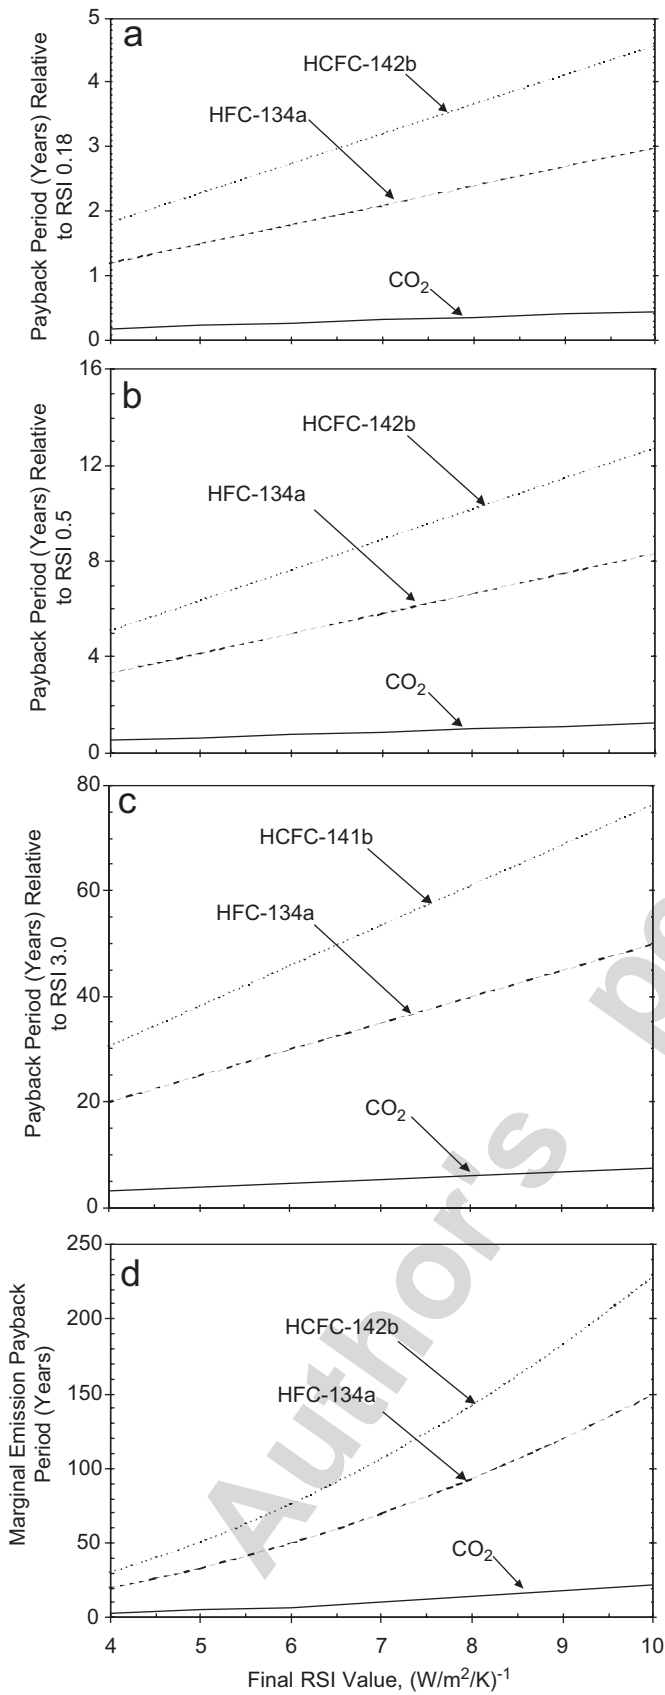 a
Payback Period (Years) Relative
to RSI 0.18
5
4
3
2
1
0
HCFC-142b
HFC-134a
CO₂
b
Payback Period (Years) Relative
to RSI 0.5
16
12
8
4
0
HCFC-142b
HFC-134a
CO₂
c
Payback Period (Years) Relative
to RSI 3.0
80
60
40
20
0
HCFC-141b
HFC-134a
CO₂
d
Marginal Emission Payback
Period (Years)
250
200
150
100
50
0
HCFC-142b
HFC-134a
CO₂
4 5 6 7 8 9 10
Final RSI Value, (W/m²/K)⁻¹
Author's